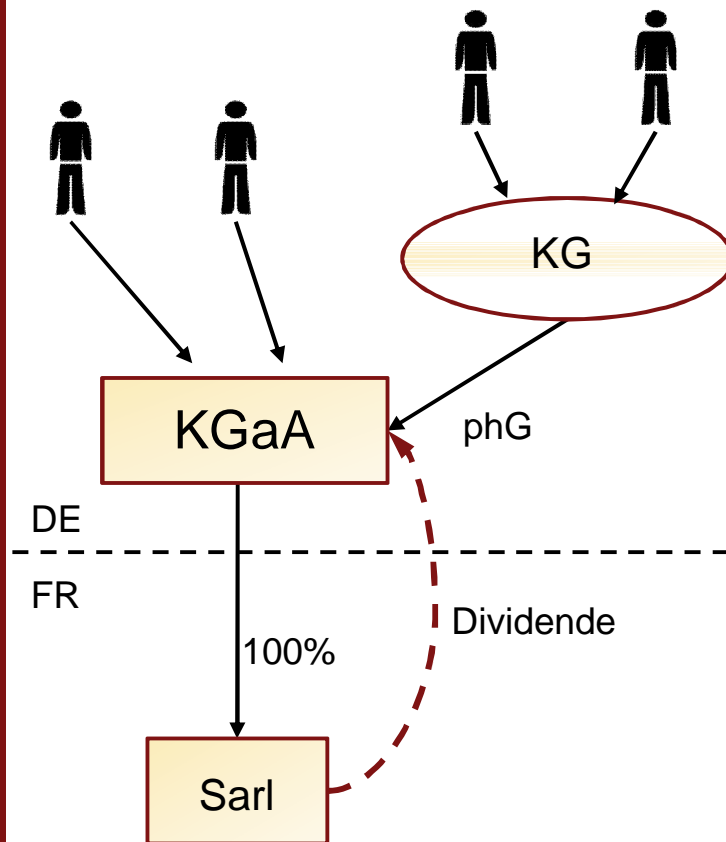 KG
KGaA
phG
DE
FR
Dividende
100%
Sarl